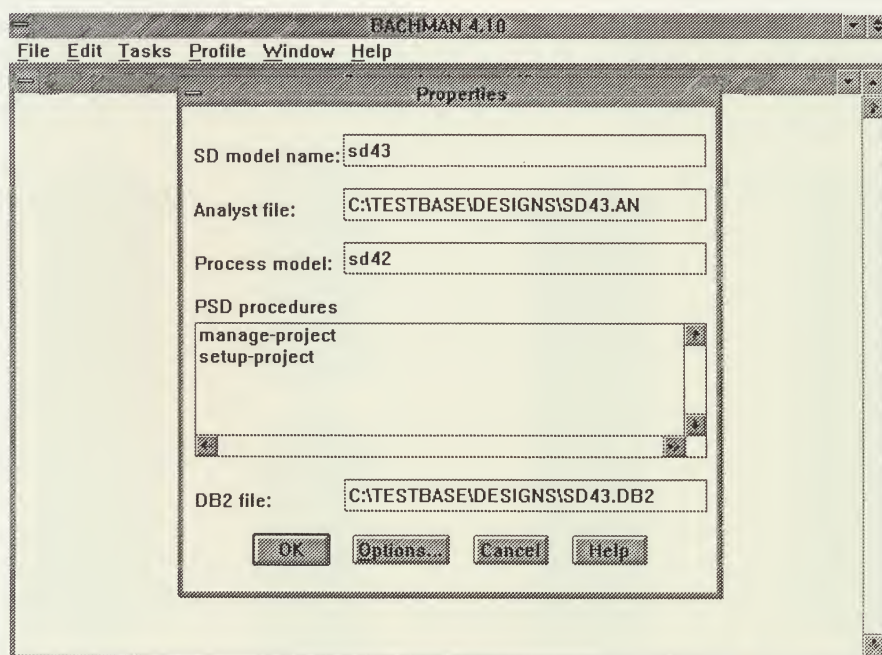 BACHMAN 4.10
File Edit Tasks Profile Window Help
Properties
SD model name: sd43
Analyst file: C:\TESTBASE\DESIGNS\SD43.AN
Process model: sd42
PSD procedures
manage-project
setup-project
DB2 file: C:\TESTBASE\DESIGNS\SD43.DB2
OK Options... Cancel Help